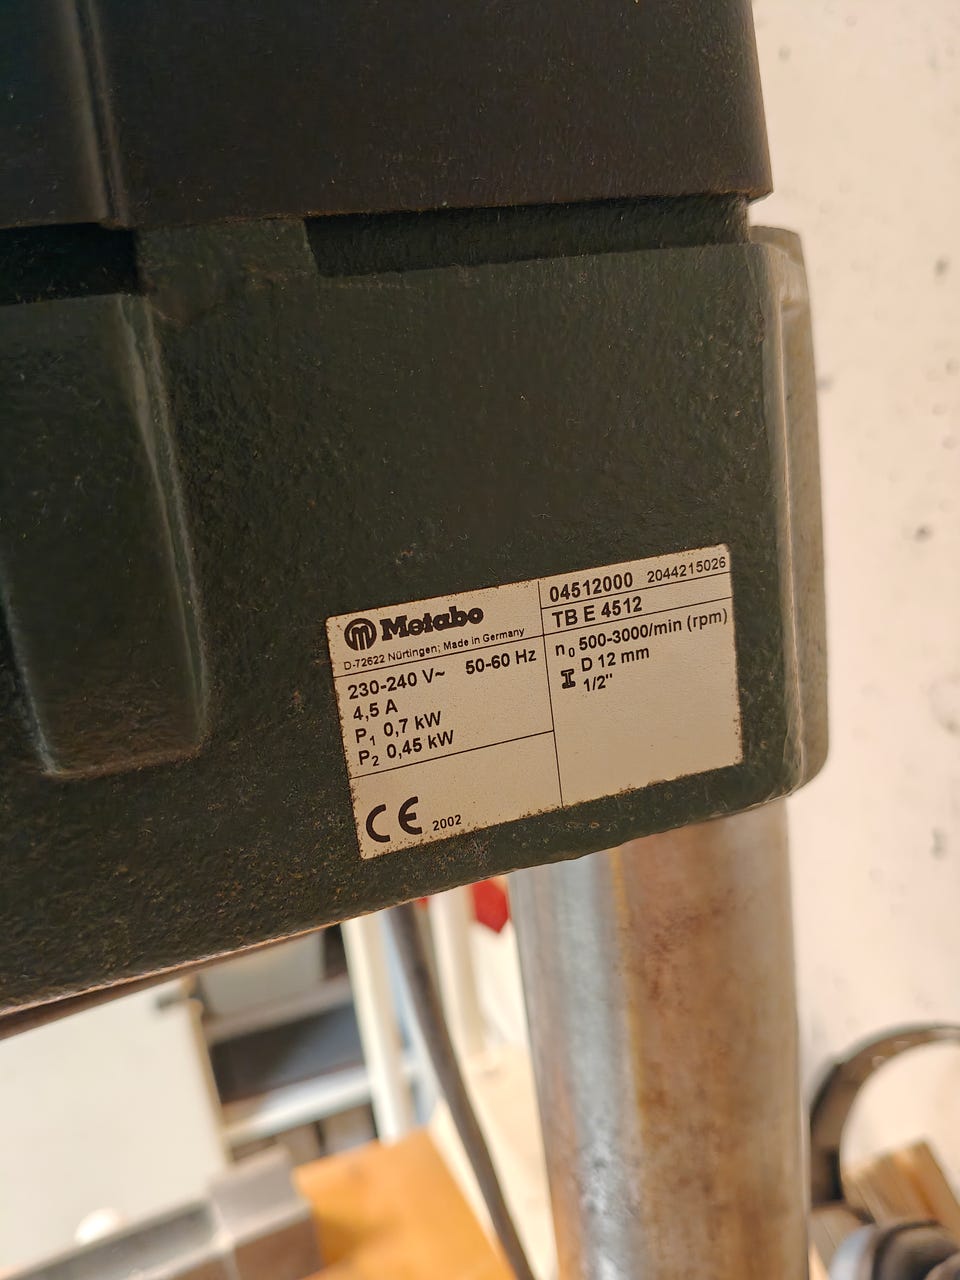 Metabo
D-72622 Nürtingen; Made in Germany
230-240 V~ 50-60 Hz
4,5 A
P1 0,7 kW
P2 0,45 kW
CE 2002
04512000 2044215026
TB E 4512
n0 500-3000/min (rpm)
D 12 mm
1/2"